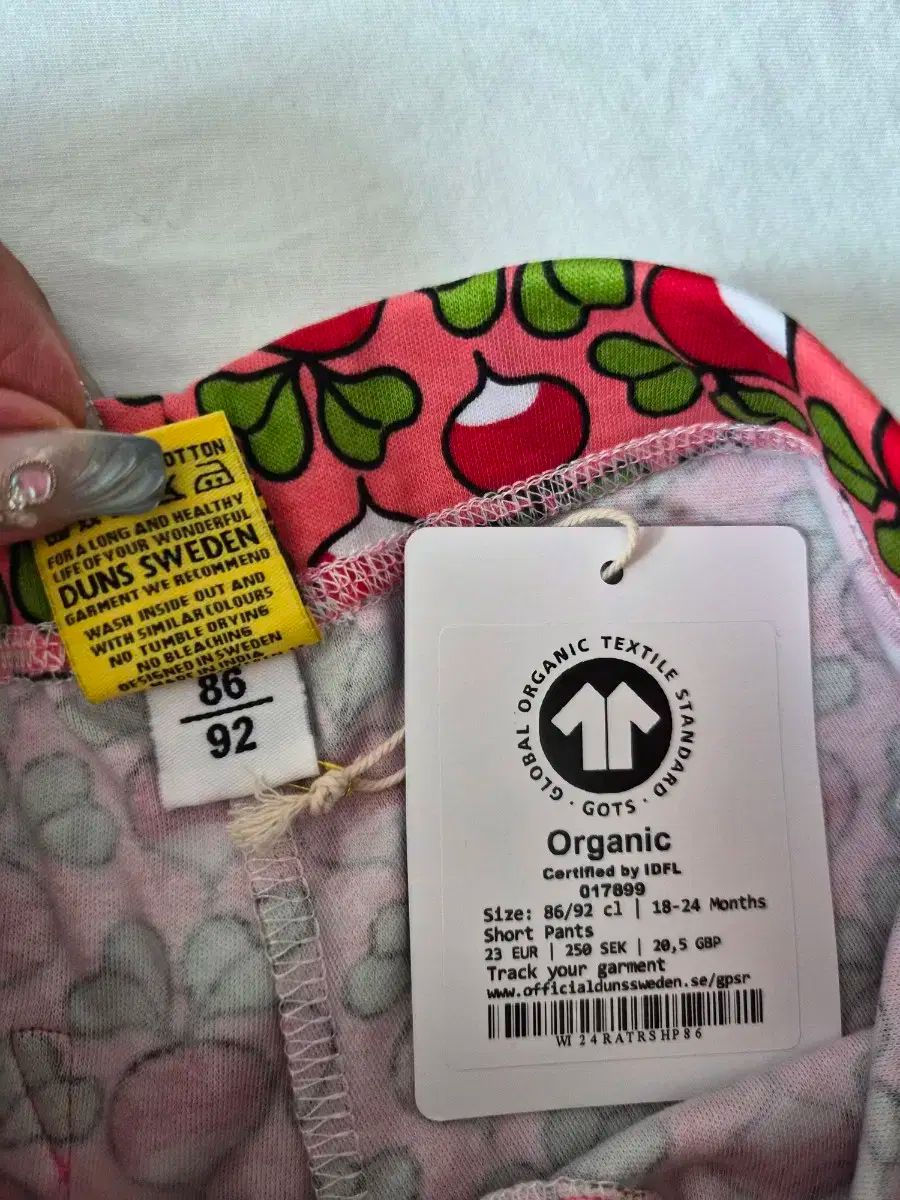 COTTON
FOR A LONG AND HEALTHY
LIFE OF YOUR WONDERFUL
DUNS SWEDEN
GARMENT WE RECOMMEND
WASH INSIDE OUT AND
WITH SIMILAR COLOURS
NO TUMBLE DRYING
NO BLEACHING
DESIGNED IN SWEDEN
MADE IN INDIA
86
92
GLOBAL ORGANIC TEXTILE STANDARD · GOTS ·
Organic
Certified by IDFL
017899
Size: 86/92 cl | 18-24 Months
Short Pants
23 EUR | 250 SEK | 20,5 GBP
Track your garment
www.officialdunssweden.se/gpsr
WI24RATRSHP86